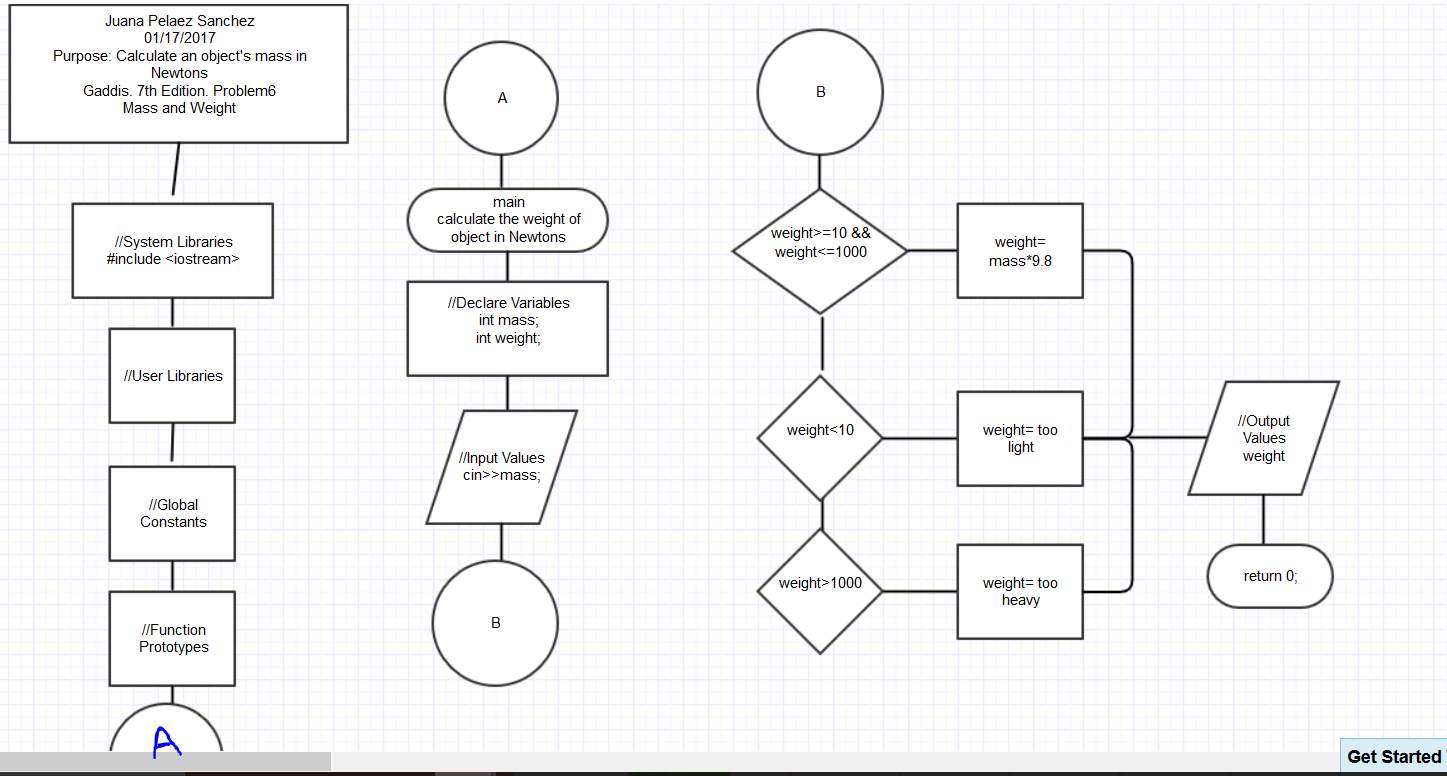 Juana Pelaez Sanchez
01/17/2017
Purpose: Calculate an object's mass in
Newtons
Gaddis. 7th Edition. Problem6
Mass and Weight
//System Libraries
#include <iostream>
//User Libraries
//Global
Constants
//Function
Prototypes
A
A
main
calculate the weight of
object in Newtons
//Declare Variables
int mass;
int weight;
//Input Values
cin>>mass;
B
B
weight>=10 &&
weight<=1000
weight=
mass*9.8
weight<10
weight= too
light
weight>1000
weight= too
heavy
//Output
Values
weight
return 0;
Get Started